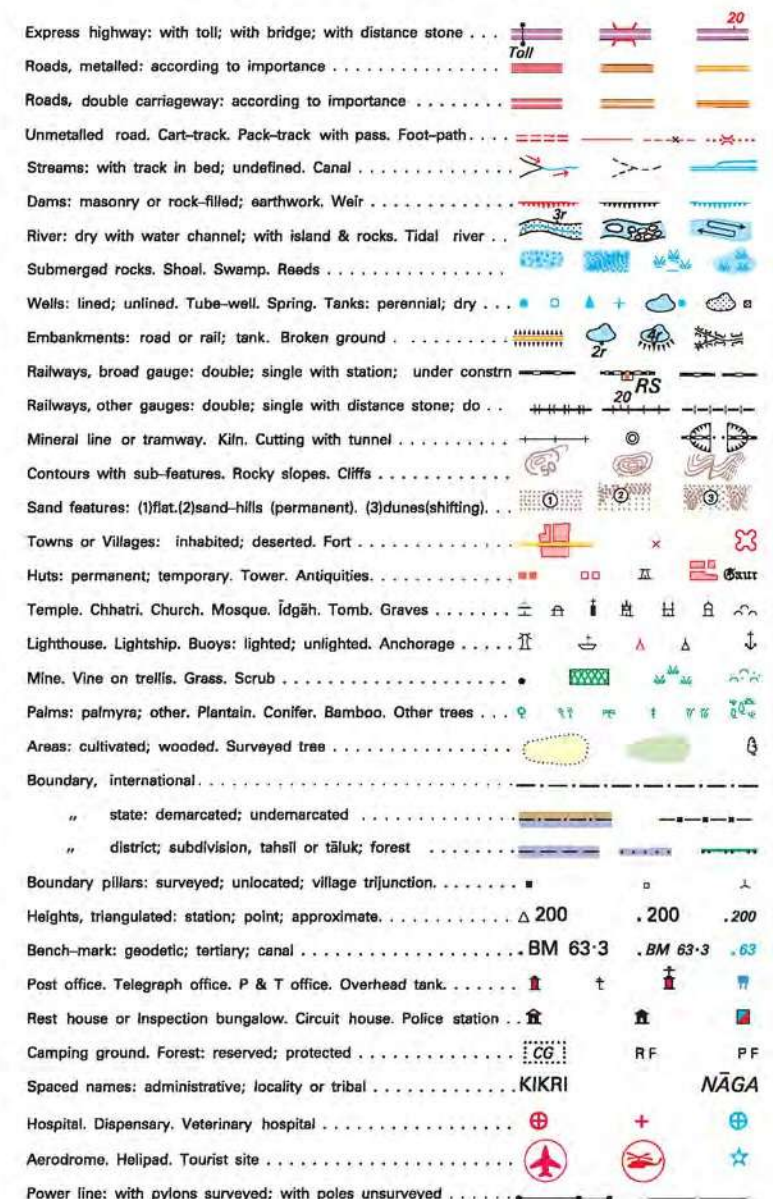 20
Express highway: with toll; with bridge; with distance stone . . .
Toll
Roads, metalled: according to importance . . . . . . . . . . . . . . . . . .
Roads, double carriageway: according to importance . . . . . . . .
Unmetalled road. Cart-track. Pack-track with pass. Foot-path. . . .
Streams: with track in bed; undefined. Canal . . . . . . . . . . . . . . .
Dams: masonry or rock-filled; earthwork. Weir . . . . . . . . . . . . . .
3r
River: dry with water channel; with island & rocks. Tidal river . .
Submerged rocks. Shoal. Swamp. Reeds . . . . . . . . . . . . . . . . . .
Wells: lined; unlined. Tube-well. Spring. Tanks: perennial; dry . . .
Embankments: road or rail; tank. Broken ground . . . . . . . . . . 4r
2r
Railways, broad gauge: double; single with station; under constrn
RS
20
Railways, other gauges: double; single with distance stone; do . .
Mineral line or tramway. Kiln. Cutting with tunnel . . . . . . . . . . .
Contours with sub-features. Rocky slopes. Cliffs . . . . . . . . . . . . 50
Sand features: (1)flat.(2)sand-hills (permanent). (3)dunes(shifting). . . 1 2 3
Towns or Villages: inhabited; deserted. Fort . . . . . . . . . . . . . . .
Huts: permanent; temporary. Tower. Antiquities. . . . . . . . . . . . . Gaur
Temple. Chhatri. Church. Mosque. Īdgāh. Tomb. Graves . . . . . . .
Lighthouse. Lightship. Buoys: lighted; unlighted. Anchorage . . . . .
Mine. Vine on trellis. Grass. Scrub . . . . . . . . . . . . . . . . . . . . . .
Palms: palmyra; other. Plantain. Conifer. Bamboo. Other trees . . .
Areas: cultivated; wooded. Surveyed tree . . . . . . . . . . . . . . . . .
Boundary, international. . . . . . . . . . . . . . . . . . . . . . . . . . . . . .
„ state: demarcated; undemarcated . . . . . . . . . . . . . .
„ district; subdivision, tahsīl or tāluk; forest . . . . . . . .
Boundary pillars: surveyed; unlocated; village trijunction. . . . . . . .
Heights, triangulated: station; point; approximate. . . . . . . . . . . . 200 . 200 . 200
Bench-mark: geodetic; tertiary; canal . . . . . . . . . . . . . . . . . . . . BM 63·3 . BM 63·3 . 63
Post office. Telegraph office. P & T office. Overhead tank. . . . . . .
Rest house or Inspection bungalow. Circuit house. Police station . .
Camping ground. Forest: reserved; protected . . . . . . . . . . . . . . . CG R F P F
Spaced names: administrative; locality or tribal . . . . . . . . . . . . . KIKRI NĀGA
Hospital. Dispensary. Veterinary hospital . . . . . . . . . . . . . . . . . .
Aerodrome. Helipad. Tourist site . . . . . . . . . . . . . . . . . . . . . . . .
Power line: with pylons surveyed; with poles unsurveyed . . . . . .